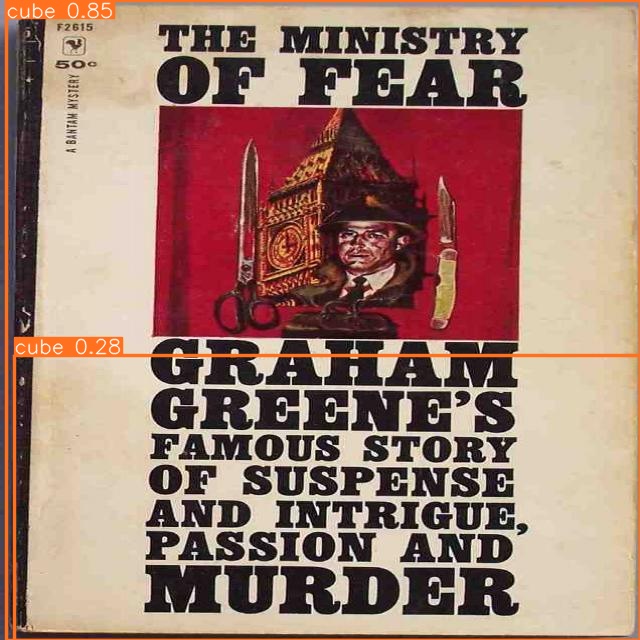 cube 0.85
F2615
50c
A BANTAM MYSTERY
THE MINISTRY
OF FEAR
cube 0.28
GRAHAM
GREENE'S
FAMOUS STORY
OF SUSPENSE
AND INTRIGUE,
PASSION AND
MURDER